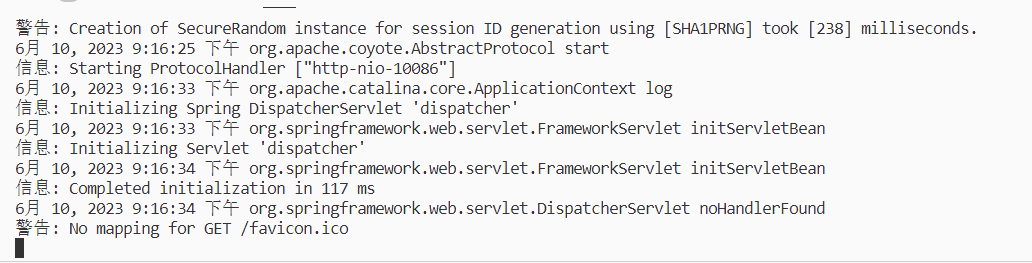 警告: Creation of SecureRandom instance for session ID generation using [SHA1PRNG] took [238] milliseconds.
6月 10, 2023 9:16:25 下午 org.apache.coyote.AbstractProtocol start
信息: Starting ProtocolHandler ["http-nio-10086"]
6月 10, 2023 9:16:33 下午 org.apache.catalina.core.ApplicationContext log
信息: Initializing Spring DispatcherServlet 'dispatcher'
6月 10, 2023 9:16:33 下午 org.springframework.web.servlet.FrameworkServlet initServletBean
信息: Initializing Servlet 'dispatcher'
6月 10, 2023 9:16:34 下午 org.springframework.web.servlet.FrameworkServlet initServletBean
信息: Completed initialization in 117 ms
6月 10, 2023 9:16:34 下午 org.springframework.web.servlet.DispatcherServlet noHandlerFound
警告: No mapping for GET /favicon.ico